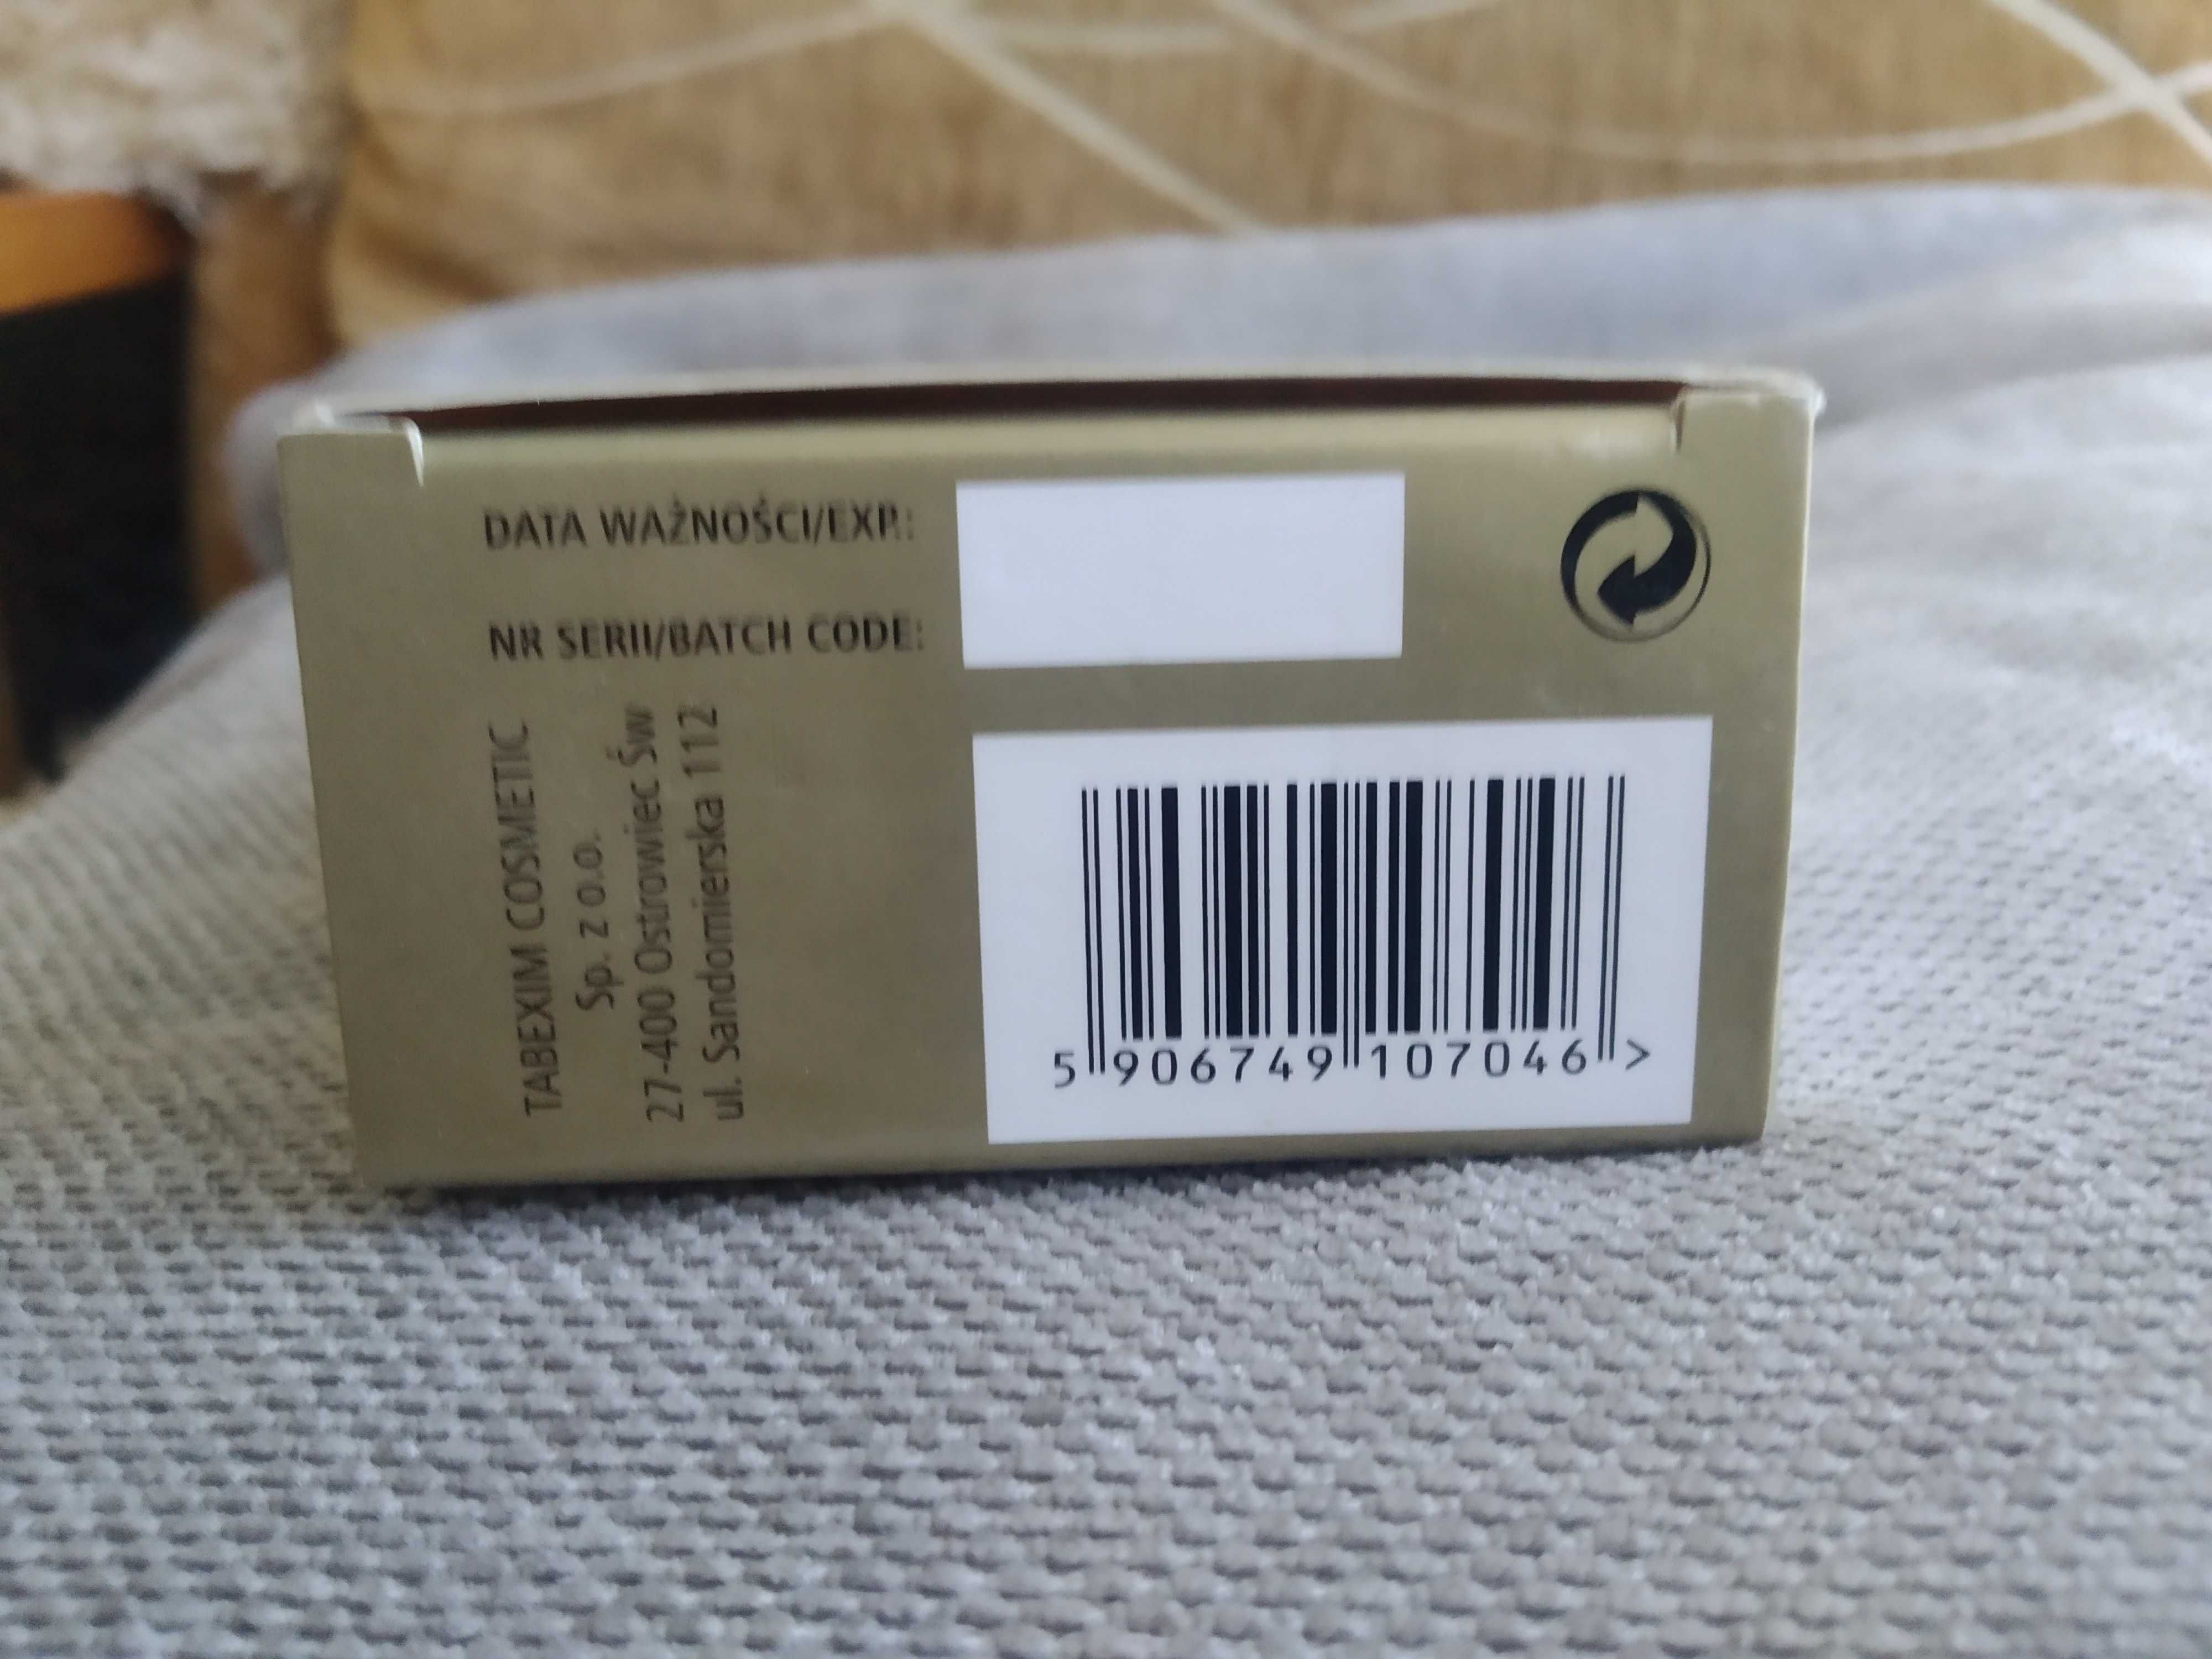 DATA WAŻNOŚCI/EXP.:
NR SERII/BATCH CODE:
TABEXIM COSMETIC
Sp. z o.o.
27-400 Ostrowiec Św
ul. Sandomierska 112
5 906749 107046 >